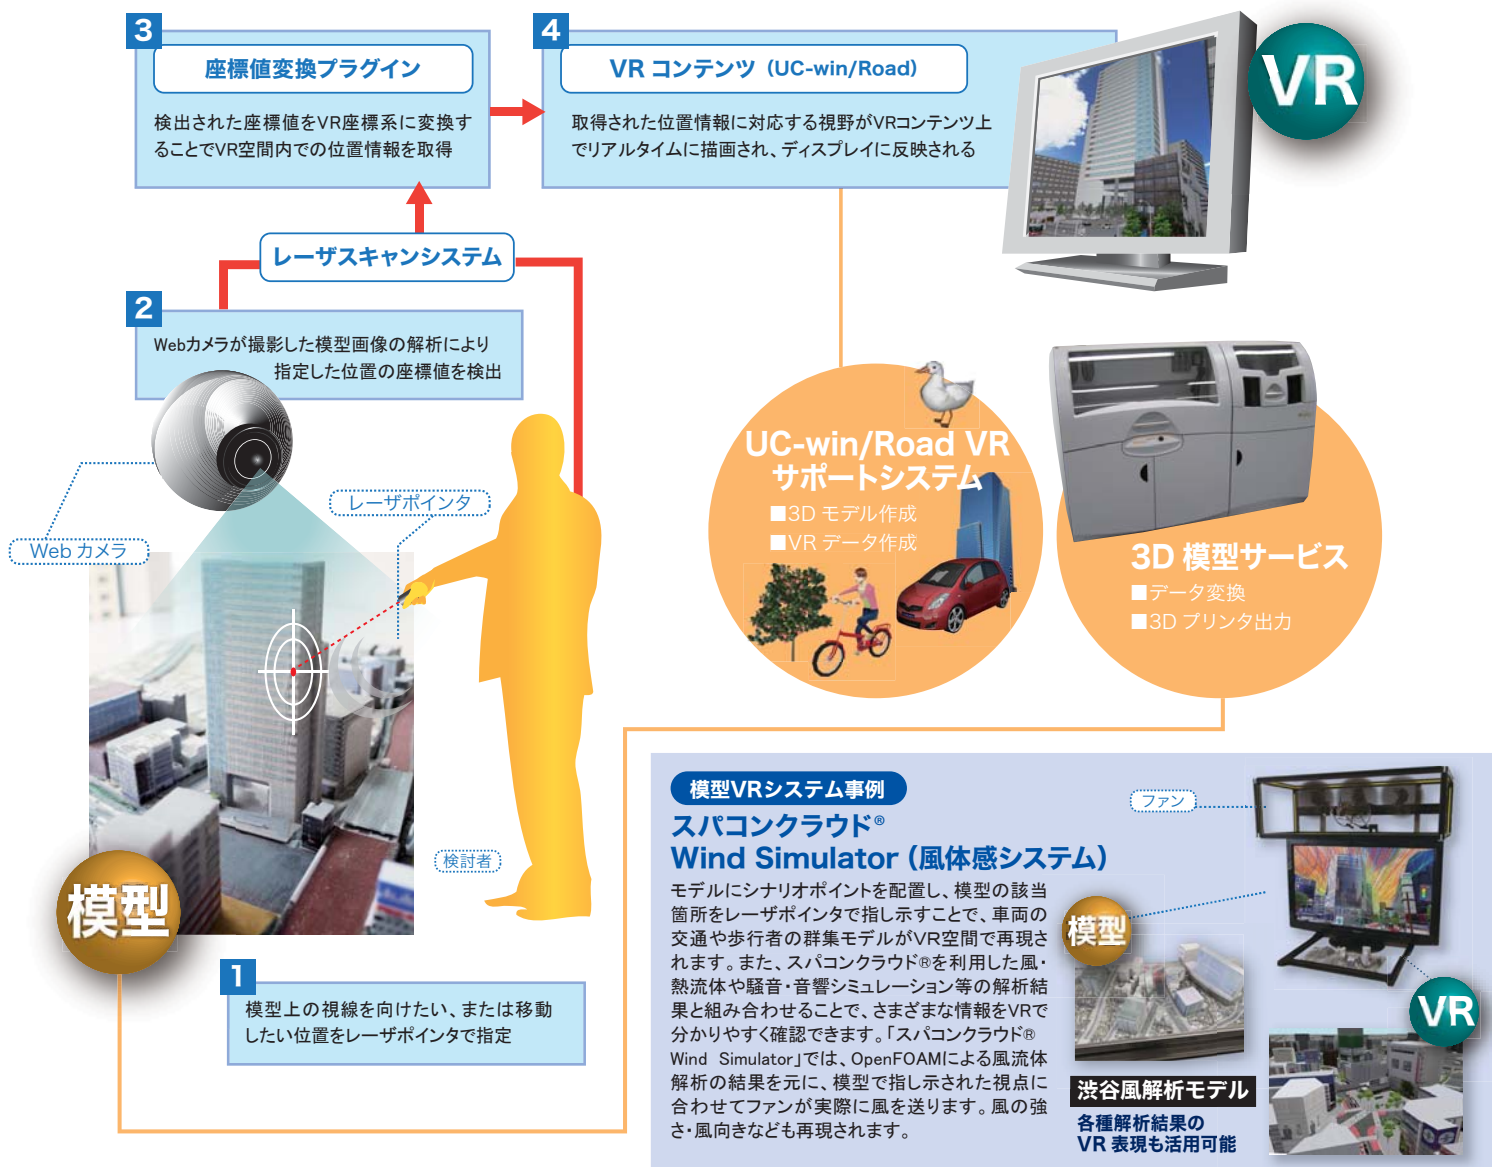 3
座標値変換プラグイン
検出された座標値をVR座標系に変換す
ることでVR空間内での位置情報を取得
4
VR コンテンツ（UC-win/Road）
取得された位置情報に対応する視野がVRコンテンツ上
でリアルタイムに描画され、ディスプレイに反映される
VR
レーザスキャンシステム
2
Webカメラが撮影した模型画像の解析により
指定した位置の座標値を検出
レーザポインタ
Web カメラ
検討者
模型
1
模型上の視線を向けたい、または移動
したい位置をレーザポインタで指定
UC-win/Road VR
サポートシステム
■3D モデル作成
■VR データ作成
3D 模型サービス
■データ変換
■3D プリンタ出力
模型VRシステム事例
スパコンクラウド®
Wind Simulator（風体感システム）
モデルにシナリオポイントを配置し、模型の該当
箇所をレーザポインタで指し示すことで、車両の
交通や歩行者の群集モデルがVR空間で再現さ
れます。また、スパコンクラウド®を利用した風・
熱流体や騒音・音響シミュレーション等の解析結
果と組み合わせることで、さまざまな情報をVRで
分かりやすく確認できます。「スパコンクラウド®
Wind Simulator」では、OpenFOAMによる風流体
解析の結果を元に、模型で指し示された視点に
合わせてファンが実際に風を送ります。風の強
さ・風向きなども再現されます。
ファン
模型
VR
渋谷風解析モデル
各種解析結果の
VR 表現も活用可能